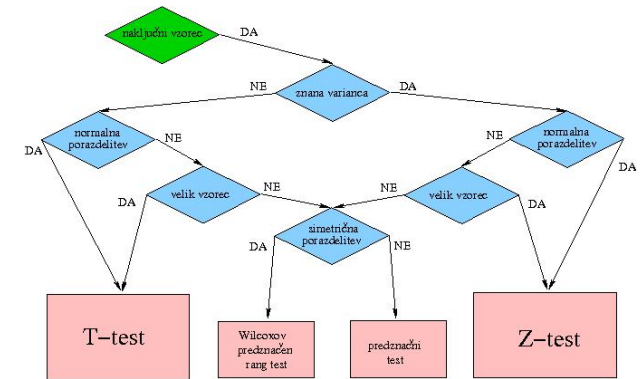 naključni vzorec
DA
znana varianca
NE
DA
normalna
porazdelitev
normalna
porazdelitev
DA
NE
NE
DA
velik vzorec
velik vzorec
DA
NE
NE
DA
simetrična
porazdelitev
DA
NE
T-test
Wilcoxov
predznačen
rang test
predznačni
test
Z-test